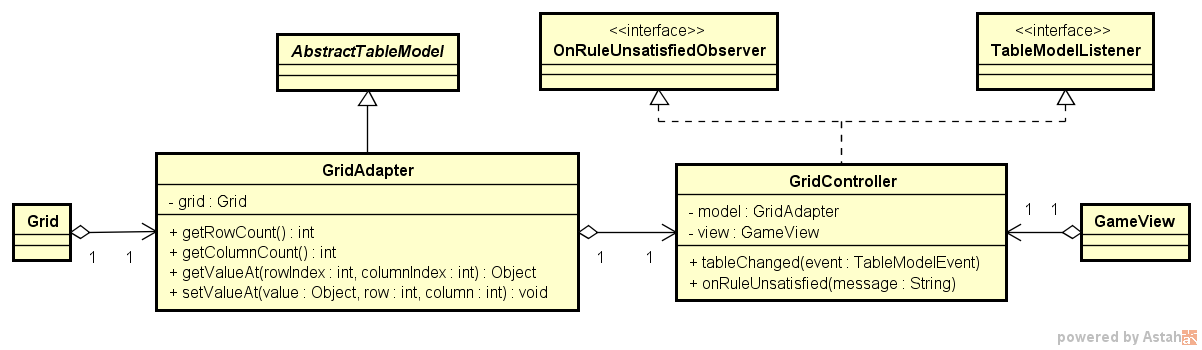 <<interface>>
OnRuleUnsatisfiedObserver
<<interface>>
TableModelListener
AbstractTableModel
GridAdapter
- grid : Grid
+ getRowCount() : int
+ getColumnCount() : int
+ getValueAt(rowIndex : int, columnIndex : int) : Object
+ setValueAt(value : Object, row : int, column : int) : void
GridController
- model : GridAdapter
- view : GameView
+ tableChanged(event : TableModelEvent)
+ onRuleUnsatisfied(message : String)
Grid
GameView
1 1
1 1
1 1
powered by Astah